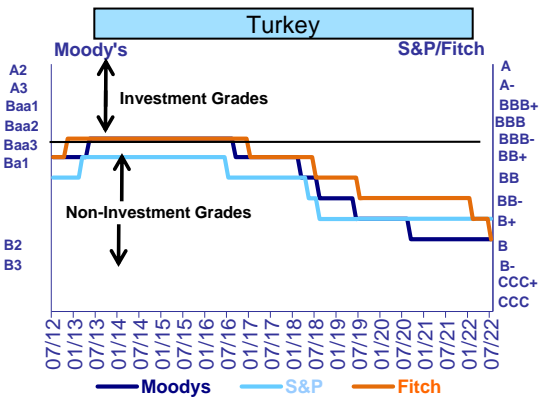 Turkey
Moody's
S&P/Fitch
A2
A3
Baa1
Baa2
Baa3
Ba1
B2
B3
Investment Grades
Non-Investment Grades
A
A-
BBB+
BBB
BBB-
BB+
BB
BB-
B+
B
B-
CCC+
CCC
07/12
01/13
07/13
01/14
07/14
01/15
07/15
01/16
07/16
01/17
07/17
01/18
07/18
01/19
07/19
01/20
07/20
01/21
07/21
01/22
07/22
Moodys
S&P
Fitch